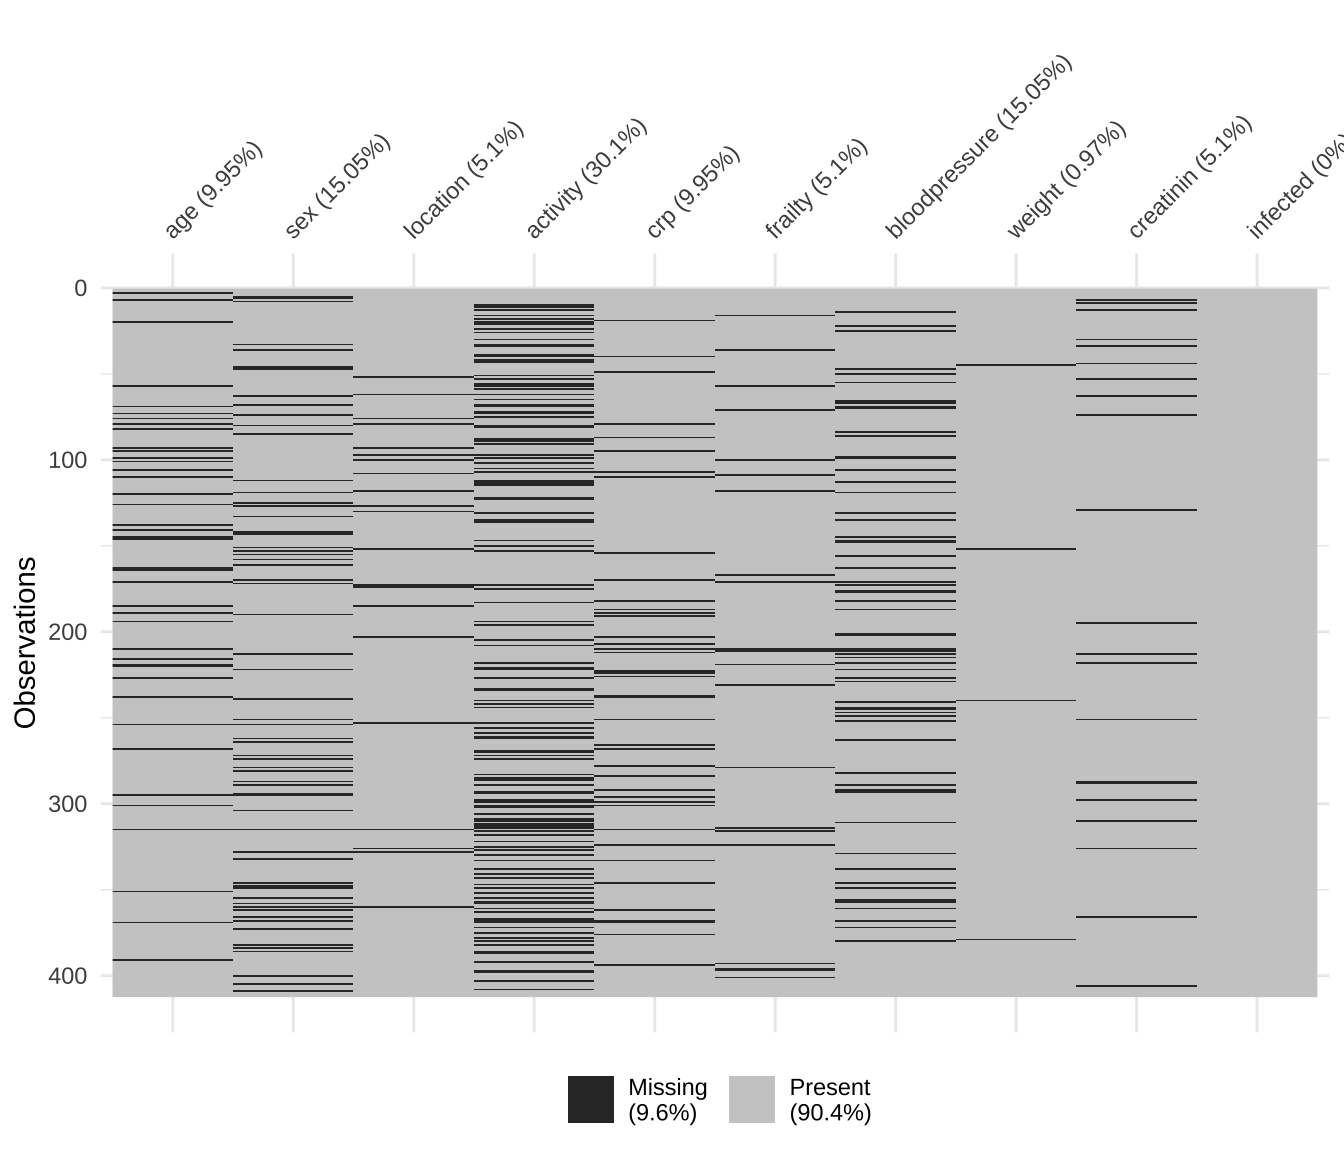 age (9.95%)
sex (15.05%)
location (5.1%)
activity (30.1%)
crp (9.95%)
frailty (5.1%)
bloodpressure (15.05%)
weight (0.97%)
creatinin (5.1%)
infected (0%
0
100
200
300
400
Observations
Missing
(9.6%)
Present
(90.4%)